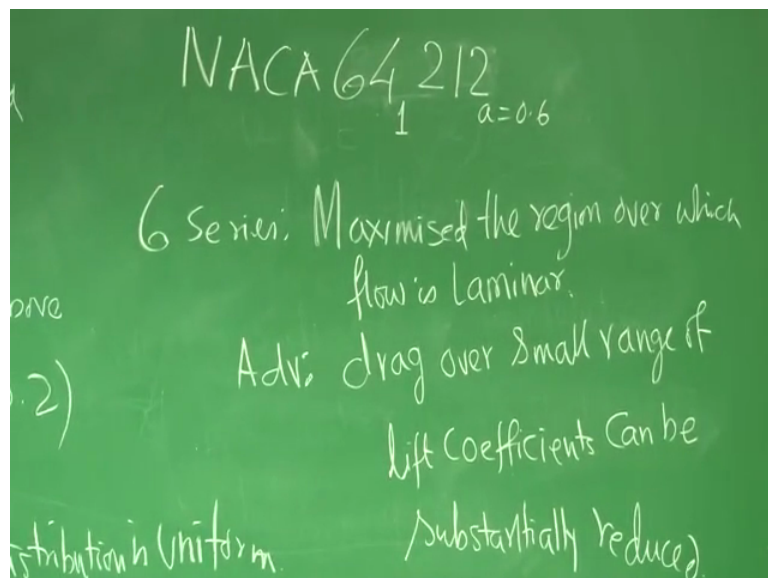 NACA 64 212
1 a=0.6
6 Series: Maximised the region over which
flow is Laminar.
ove
Adv: drag over small range of
.2)
lift coefficients can be
substantially reduced
stribution is Uniform.